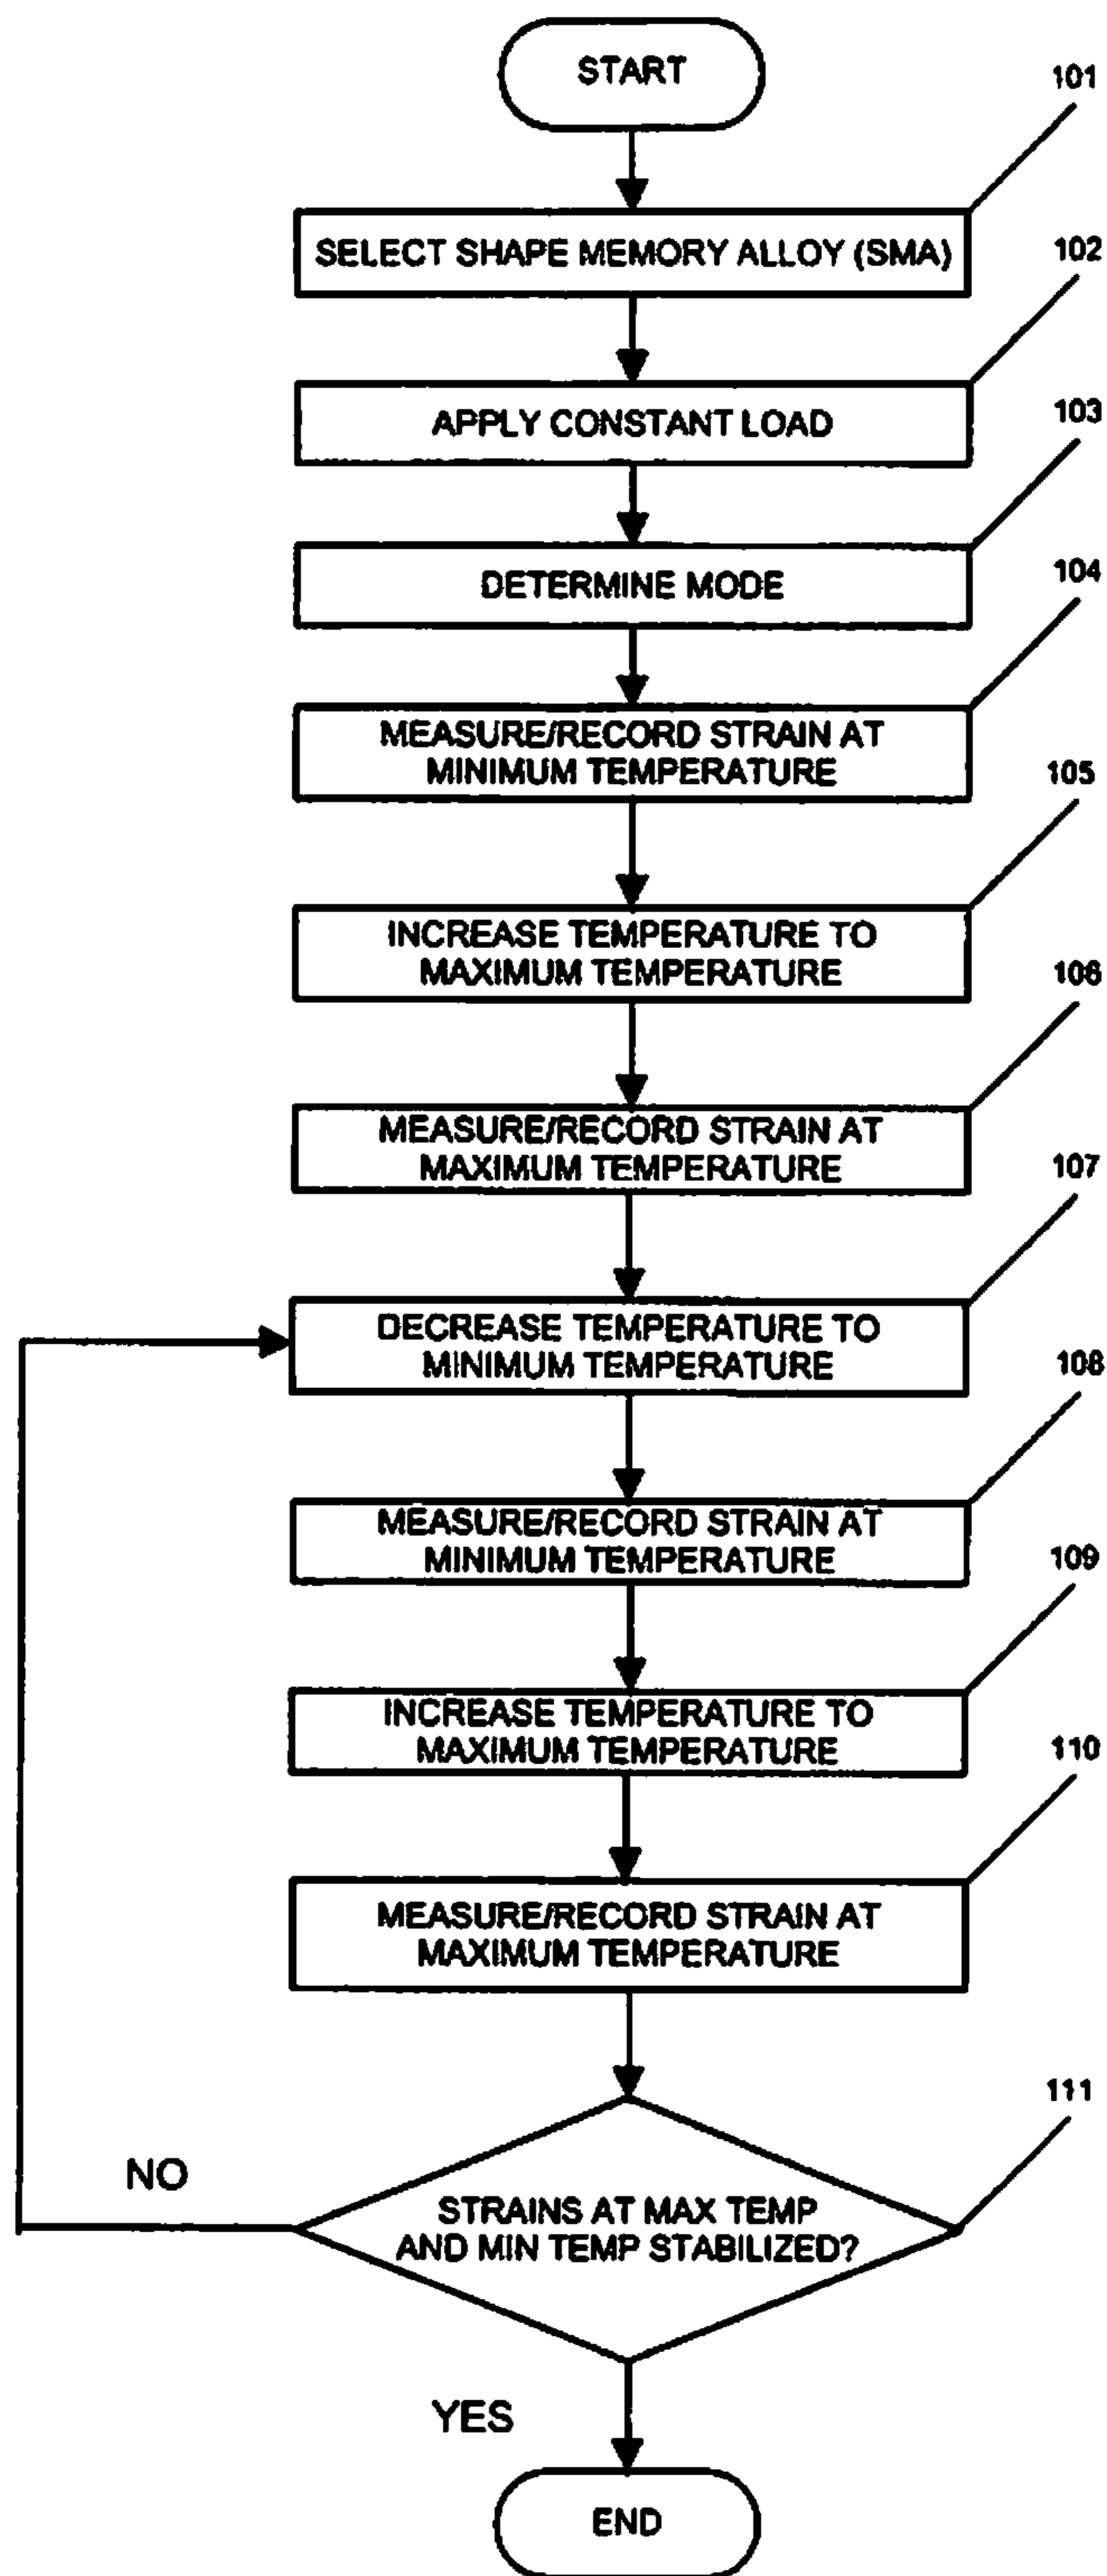 START
101
SELECT SHAPE MEMORY ALLOY (SMA)
102
APPLY CONSTANT LOAD
103
DETERMINE MODE
104
MEASURE/RECORD STRAIN AT
MINIMUM TEMPERATURE
105
INCREASE TEMPERATURE TO
MAXIMUM TEMPERATURE
106
MEASURE/RECORD STRAIN AT
MAXIMUM TEMPERATURE
107
DECREASE TEMPERATURE TO
MINIMUM TEMPERATURE
108
MEASURE/RECORD STRAIN AT
MINIMUM TEMPERATURE
109
INCREASE TEMPERATURE TO
MAXIMUM TEMPERATURE
110
MEASURE/RECORD STRAIN AT
MAXIMUM TEMPERATURE
111
NO
STRAINS AT MAX TEMP
AND MIN TEMP STABILIZED?
YES
END